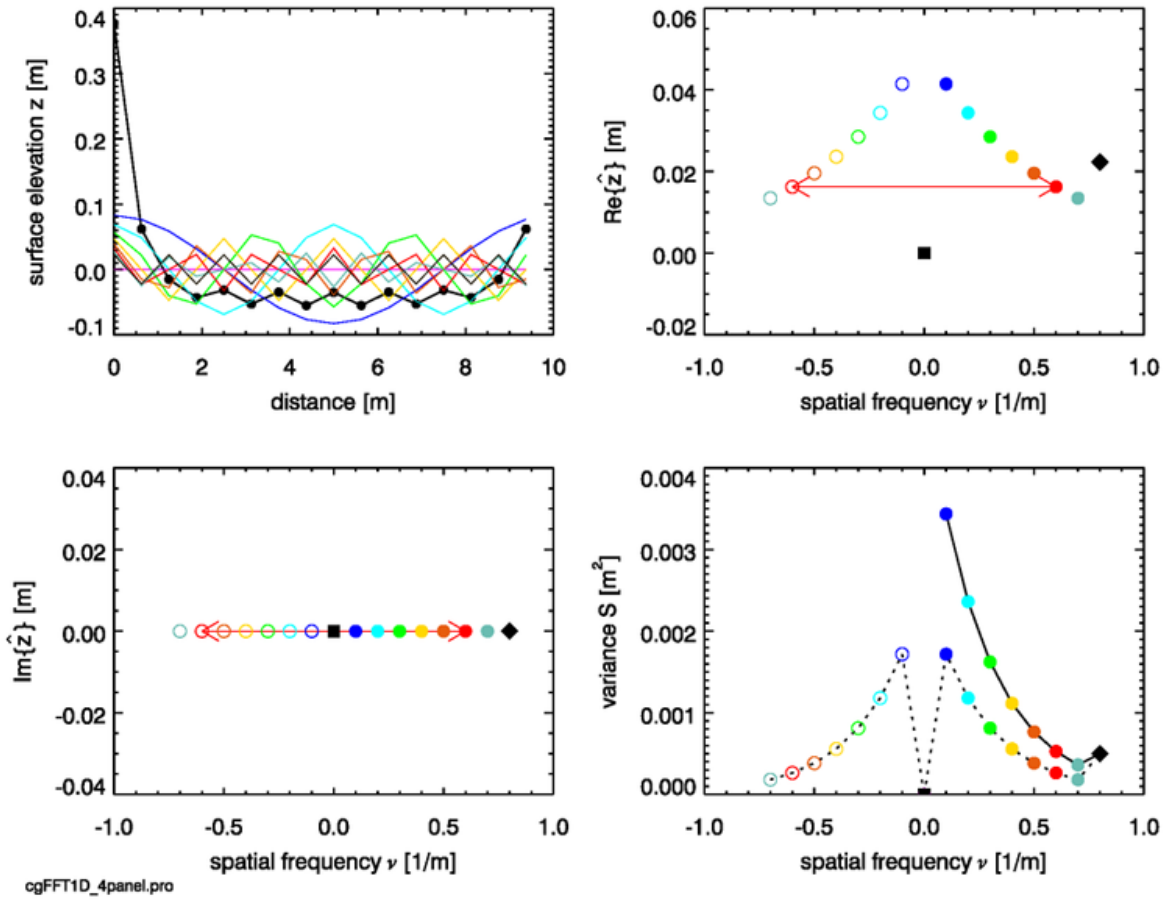 0.4
0.3
0.2
0.1
0.0
-0.1
surface elevation z [m]
0 2 4 6 8 10
distance [m]
0.06
0.04
0.02
0.00
-0.02
Re{ẑ} [m]
-1.0 -0.5 0.0 0.5 1.0
spatial frequency ν [1/m]
0.04
0.02
0.00
-0.02
-0.04
Im{ẑ} [m]
-1.0 -0.5 0.0 0.5 1.0
spatial frequency ν [1/m]
0.004
0.003
0.002
0.001
0.000
variance S [m²]
-1.0 -0.5 0.0 0.5 1.0
spatial frequency ν [1/m]
cgFFT1D_4panel.pro